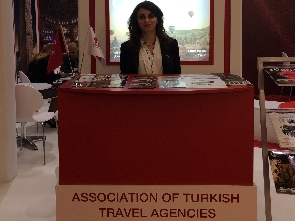 ASSOCIATION OF TURKISH
TRAVEL AGENCIES